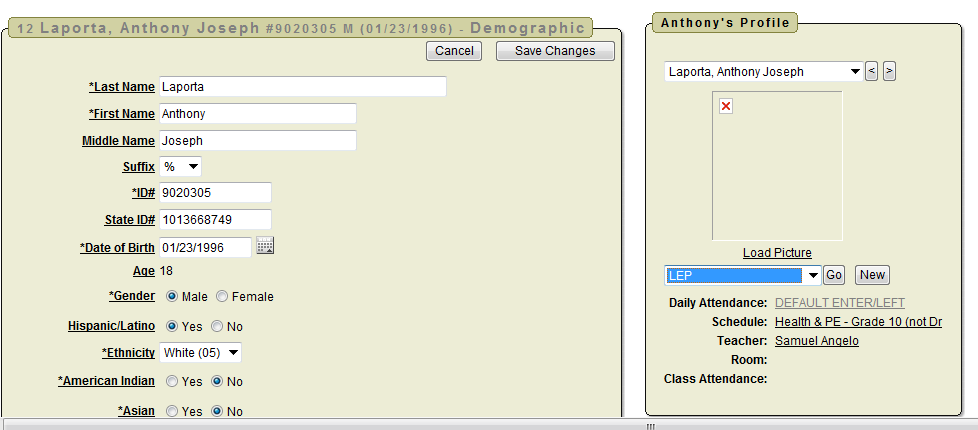 12 Laporta, Anthony Joseph #9020305 M (01/23/1996) - Demographic
Cancel Save Changes
*Last Name Laporta
*First Name Anthony
Middle Name Joseph
Suffix %
*ID# 9020305
State ID# 1013668749
*Date of Birth 01/23/1996
Age 18
*Gender Male Female
Hispanic/Latino Yes No
*Ethnicity White (05)
*American Indian Yes No
*Asian Yes No
Anthony's Profile
Laporta, Anthony Joseph < >
Load Picture
LEP Go New
Daily Attendance: DEFAULT ENTER/LEFT
Schedule: Health & PE - Grade 10 (not Dr
Teacher: Samuel Angelo
Room:
Class Attendance: